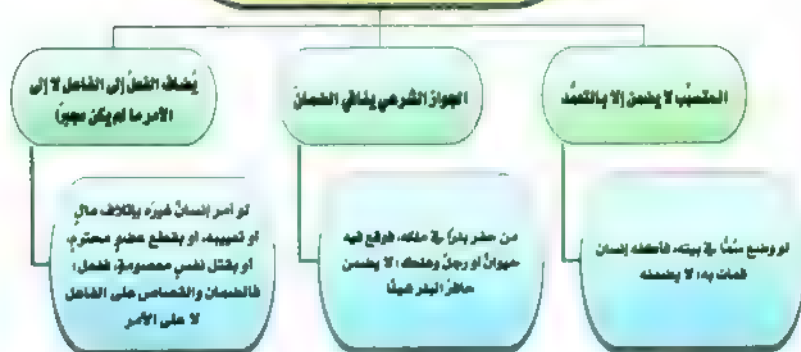 المتسبِّب لا يضمن إلا بالتعمُّد
الجوازُ الشرعي ينافي الضمانَ
يُضاف الفعلُ إلى الفاعل لا إلى
الآمر ما لم يكن مجبِرًا
لو وضع سُمًّا في بيته، فأكله إنسان
فمات به؛ لا يضمنه
من حفر بئرًا في ملكه، فوقع فيه
حيوانٌ أو رجلٌ وهلك؛ لا يضمن
حافرُ البئر شيئًا
لو أمر إنسانٌ غيرَه بإتلاف مالٍ
أو تعييبه، أو بقطع عضوٍ محترمٍ،
أو بقتل نفسٍ معصومةٍ، ففعل؛
فالضمان والقصاص على الفاعل
لا على الآمر